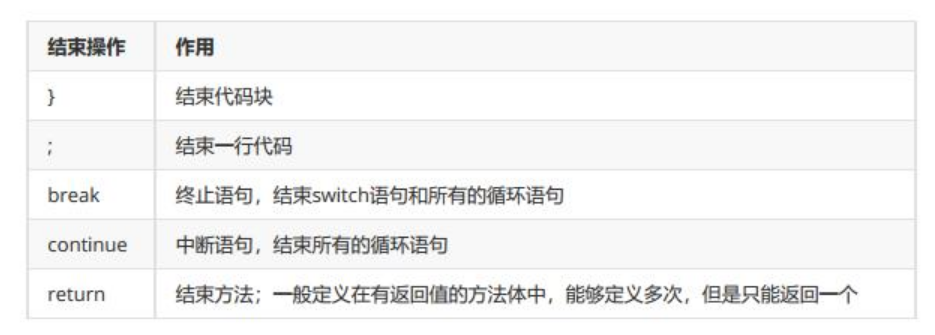 结束操作 作用
} 结束代码块
; 结束一行代码
break 终止语句，结束switch语句和所有的循环语句
continue 中断语句，结束所有的循环语句
return 结束方法；一般定义在有返回值的方法体中，能够定义多次，但是只能返回一个